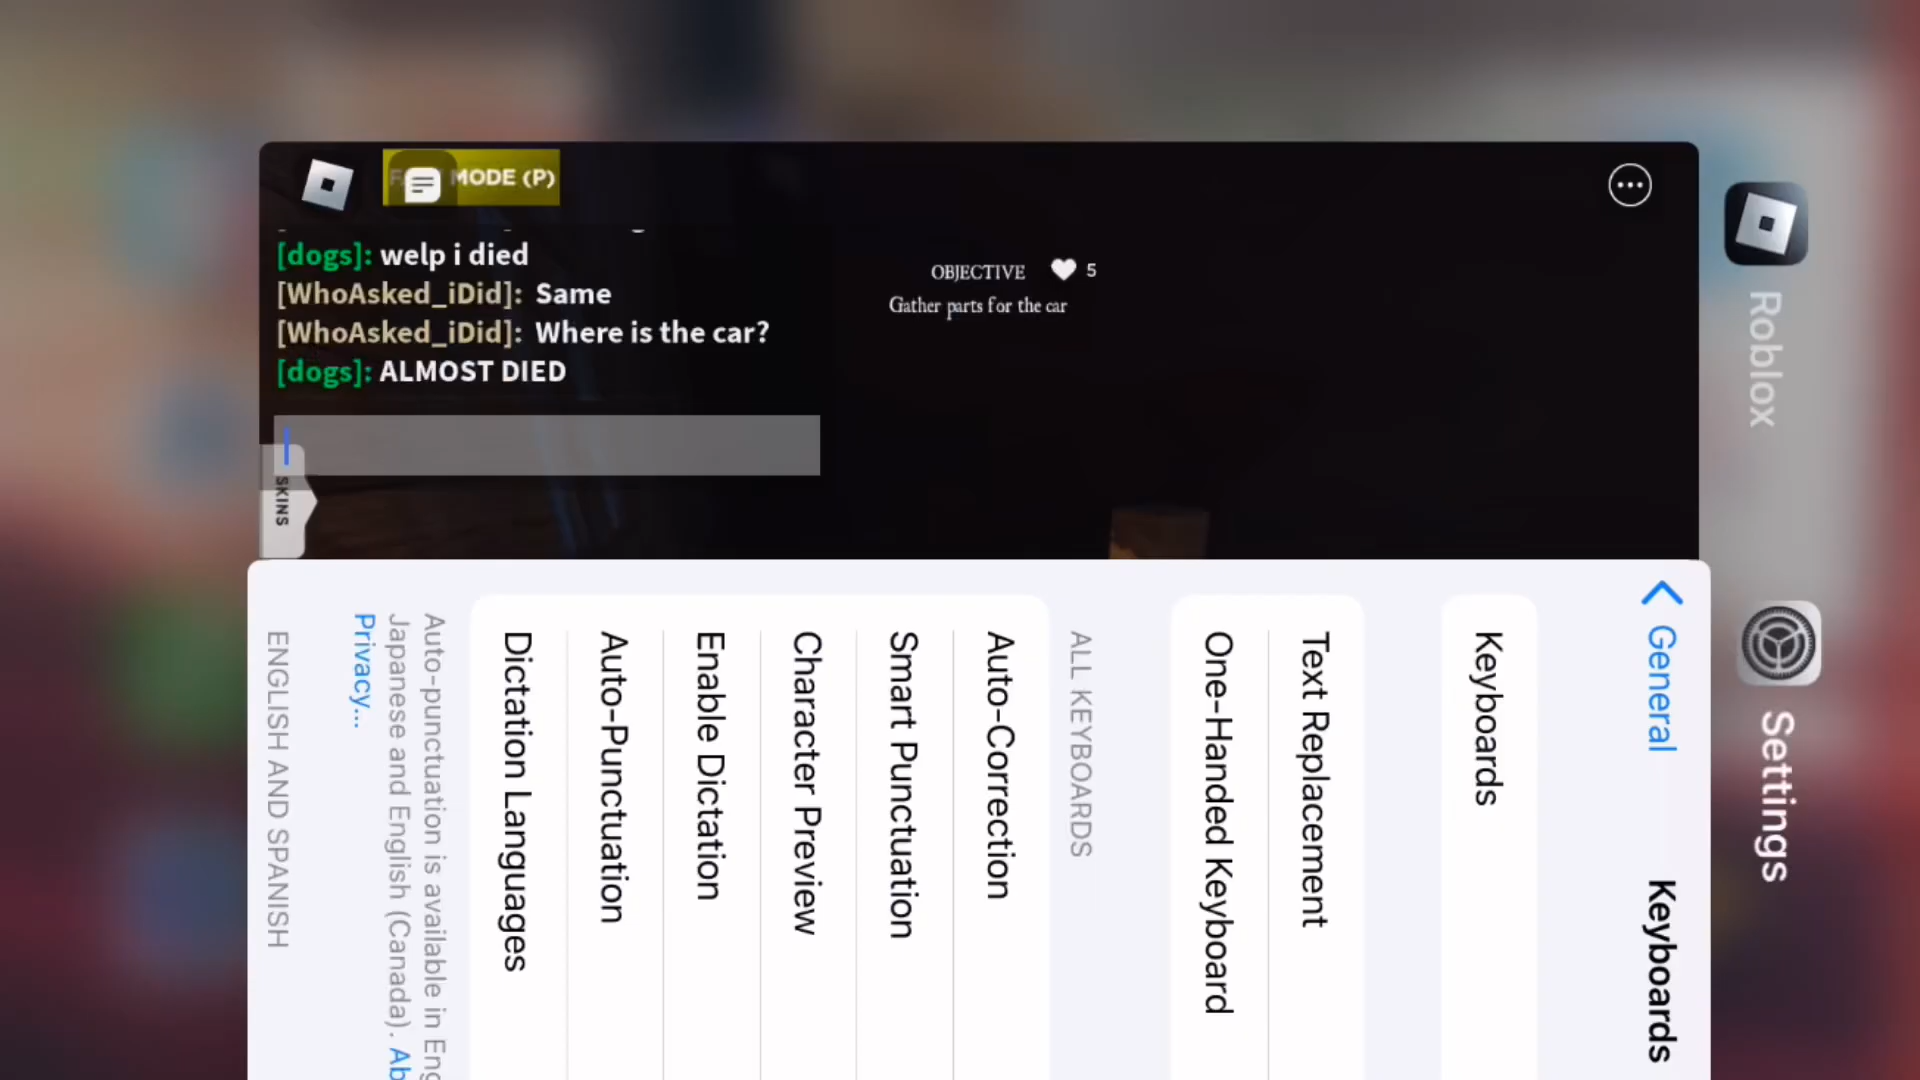 MODE (P)
[dogs]: welp i died
[WhoAsked_iDid]: Same
[WhoAsked_iDid]: Where is the car?
[dogs]: ALMOST DIED
OBJECTIVE 5
Gather parts for the car
SKINS
Roblox
Settings
General
Keyboards
Keyboards
Text Replacement
One-Handed Keyboard
ALL KEYBOARDS
Auto-Correction
Smart Punctuation
Character Preview
Enable Dictation
Auto-Punctuation
Dictation Languages
Auto-punctuation is available in Eng
Japanese and English (Canada). Ab
Privacy...
ENGLISH AND SPANISH